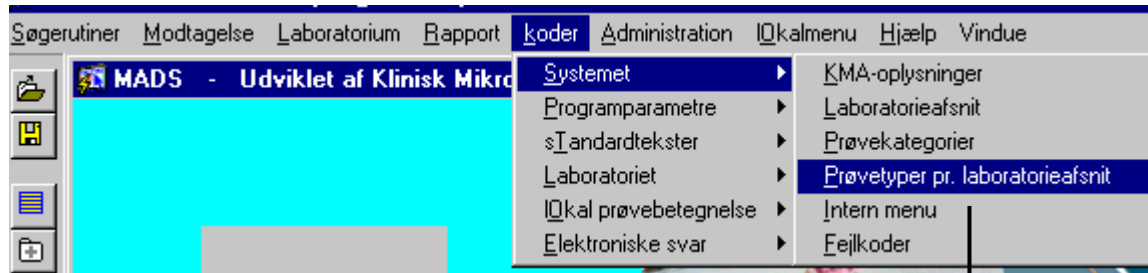 Søgerutiner Modtagelse Laboratorium Rapport koder Administration lOkalmenu Hjælp Vindue
MADS - Udviklet af Klinisk Mikro
Systemet
Programparametre
sTandardtekster
Laboratoriet
lOkal prøvebetegnelse
Elektroniske svar
KMA-oplysninger
Laboratorieafsnit
Prøvekategorier
Prøvetyper pr. laboratorieafsnit
Intern menu
Fejlkoder